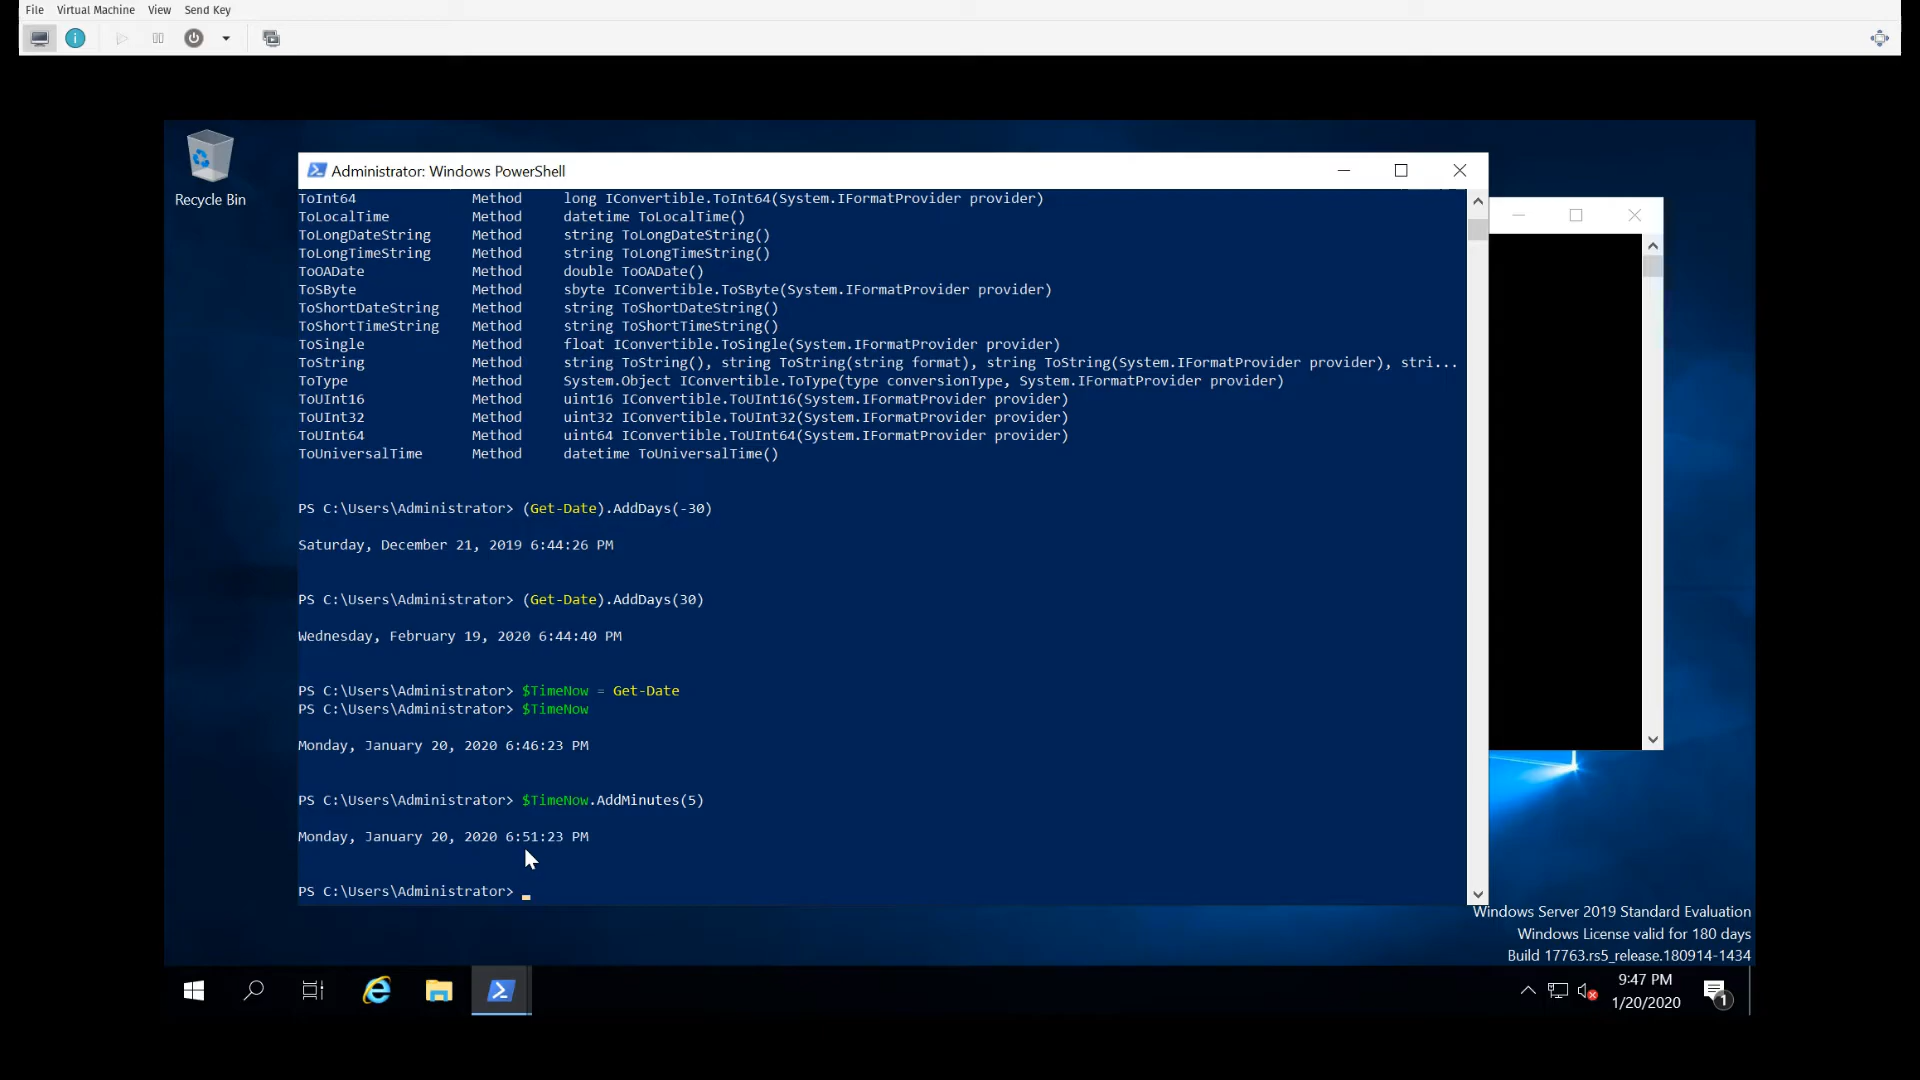 File Virtual Machine View Send Key
Recycle Bin
Administrator: Windows PowerShell
ToInt64 Method long IConvertible.ToInt64(System.IFormatProvider provider)
ToLocalTime Method datetime ToLocalTime()
ToLongDateString Method string ToLongDateString()
ToLongTimeString Method string ToLongTimeString()
ToOADate Method double ToOADate()
ToSByte Method sbyte IConvertible.ToSByte(System.IFormatProvider provider)
ToShortDateString Method string ToShortDateString()
ToShortTimeString Method string ToShortTimeString()
ToSingle Method float IConvertible.ToSingle(System.IFormatProvider provider)
ToString Method string ToString(), string ToString(string format), string ToString(System.IFormatProvider provider), stri...
ToType Method System.Object IConvertible.ToType(type conversionType, System.IFormatProvider provider)
ToUInt16 Method uint16 IConvertible.ToUInt16(System.IFormatProvider provider)
ToUInt32 Method uint32 IConvertible.ToUInt32(System.IFormatProvider provider)
ToUInt64 Method uint64 IConvertible.ToUInt64(System.IFormatProvider provider)
ToUniversalTime Method datetime ToUniversalTime()
PS C:\Users\Administrator> (Get-Date).AddDays(-30)
Saturday, December 21, 2019 6:44:26 PM
PS C:\Users\Administrator> (Get-Date).AddDays(30)
Wednesday, February 19, 2020 6:44:40 PM
PS C:\Users\Administrator> $TimeNow = Get-Date
PS C:\Users\Administrator> $TimeNow
Monday, January 20, 2020 6:46:23 PM
PS C:\Users\Administrator> $TimeNow.AddMinutes(5)
Monday, January 20, 2020 6:51:23 PM
PS C:\Users\Administrator>
Windows Server 2019 Standard Evaluation
Windows License valid for 180 days
Build 17763.rs5_release.180914-1434
9:47 PM
1/20/2020
1